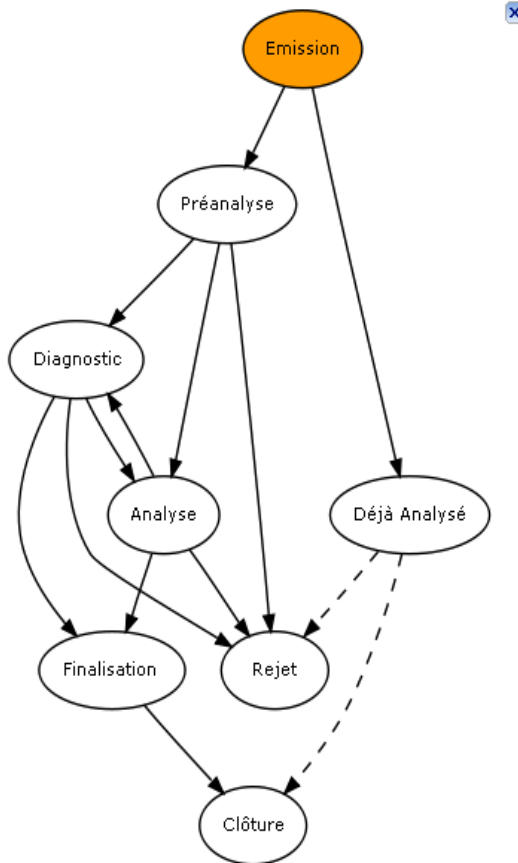 Emission
Préanalyse
Diagnostic
Analyse
Déjà Analysé
Finalisation
Rejet
Clôture